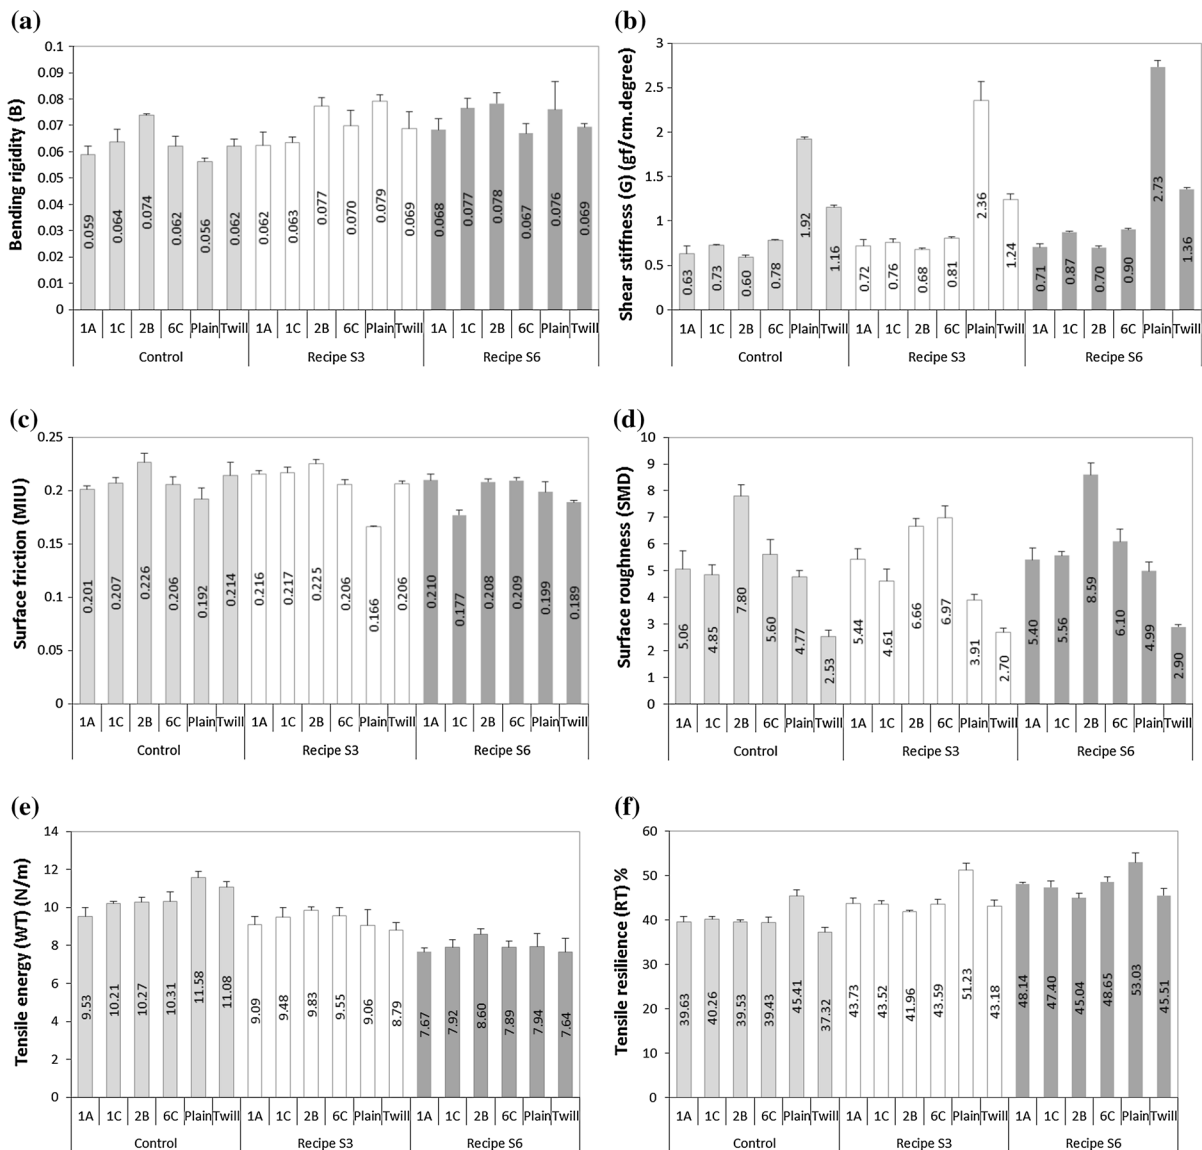 (a)
Bending rigidity (B)
0.1
0.09
0.08
0.07
0.06
0.05
0.04
0.03
0.02
0.01
0
0.059 0.064 0.074 0.062 0.056 0.062 0.062 0.063 0.077 0.070 0.079 0.069 0.068 0.077 0.078 0.067 0.076 0.069
1A 1C 2B 6C Plain Twill 1A 1C 2B 6C Plain Twill 1A 1C 2B 6C Plain Twill
Control Recipe S3 Recipe S6
(b)
Shear stiffness (G) (gf/cm.degree)
3
2.5
2
1.5
1
0.5
0
0.63 0.73 0.60 0.78 1.92 1.16 0.72 0.76 0.68 0.81 2.36 1.24 0.71 0.87 0.70 0.90 2.73 1.36
1A 1C 2B 6C Plain Twill 1A 1C 2B 6C Plain Twill 1A 1C 2B 6C Plain Twill
Control Recipe S3 Recipe S6
(c)
Surface friction (MIU)
0.25
0.2
0.15
0.1
0.05
0
0.201 0.207 0.226 0.206 0.192 0.214 0.216 0.217 0.225 0.206 0.166 0.206 0.210 0.177 0.208 0.209 0.199 0.189
1A 1C 2B 6C Plain Twill 1A 1C 2B 6C Plain Twill 1A 1C 2B 6C Plain Twill
Control Recipe S3 Recipe S6
(d)
Surface roughness (SMD)
10
9
8
7
6
5
4
3
2
1
0
5.06 4.85 7.80 5.60 4.77 2.53 5.44 4.61 6.66 6.97 3.91 2.70 5.40 5.56 8.59 6.10 4.99 2.90
1A 1C 2B 6C Plain Twill 1A 1C 2B 6C Plain Twill 1A 1C 2B 6C Plain Twill
Control Recipe S3 Recipe S6
(e)
Tensile energy (WT) (N/m)
14
12
10
8
6
4
2
0
9.53 10.21 10.27 10.31 11.58 11.08 9.09 9.48 9.83 9.55 9.06 8.79 7.67 7.92 8.60 7.89 7.94 7.64
1A 1C 2B 6C Plain Twill 1A 1C 2B 6C Plain Twill 1A 1C 2B 6C Plain Twill
Control Recipe S3 Recipe S6
(f)
Tensile resilience (RT) %
60
50
40
30
20
10
0
39.63 40.26 39.53 39.43 45.41 37.32 43.73 43.52 41.96 43.59 51.23 43.18 48.14 47.40 45.04 48.65 53.03 45.51
1A 1C 2B 6C Plain Twill 1A 1C 2B 6C Plain Twill 1A 1C 2B 6C Plain Twill
Control Recipe S3 Recipe S6